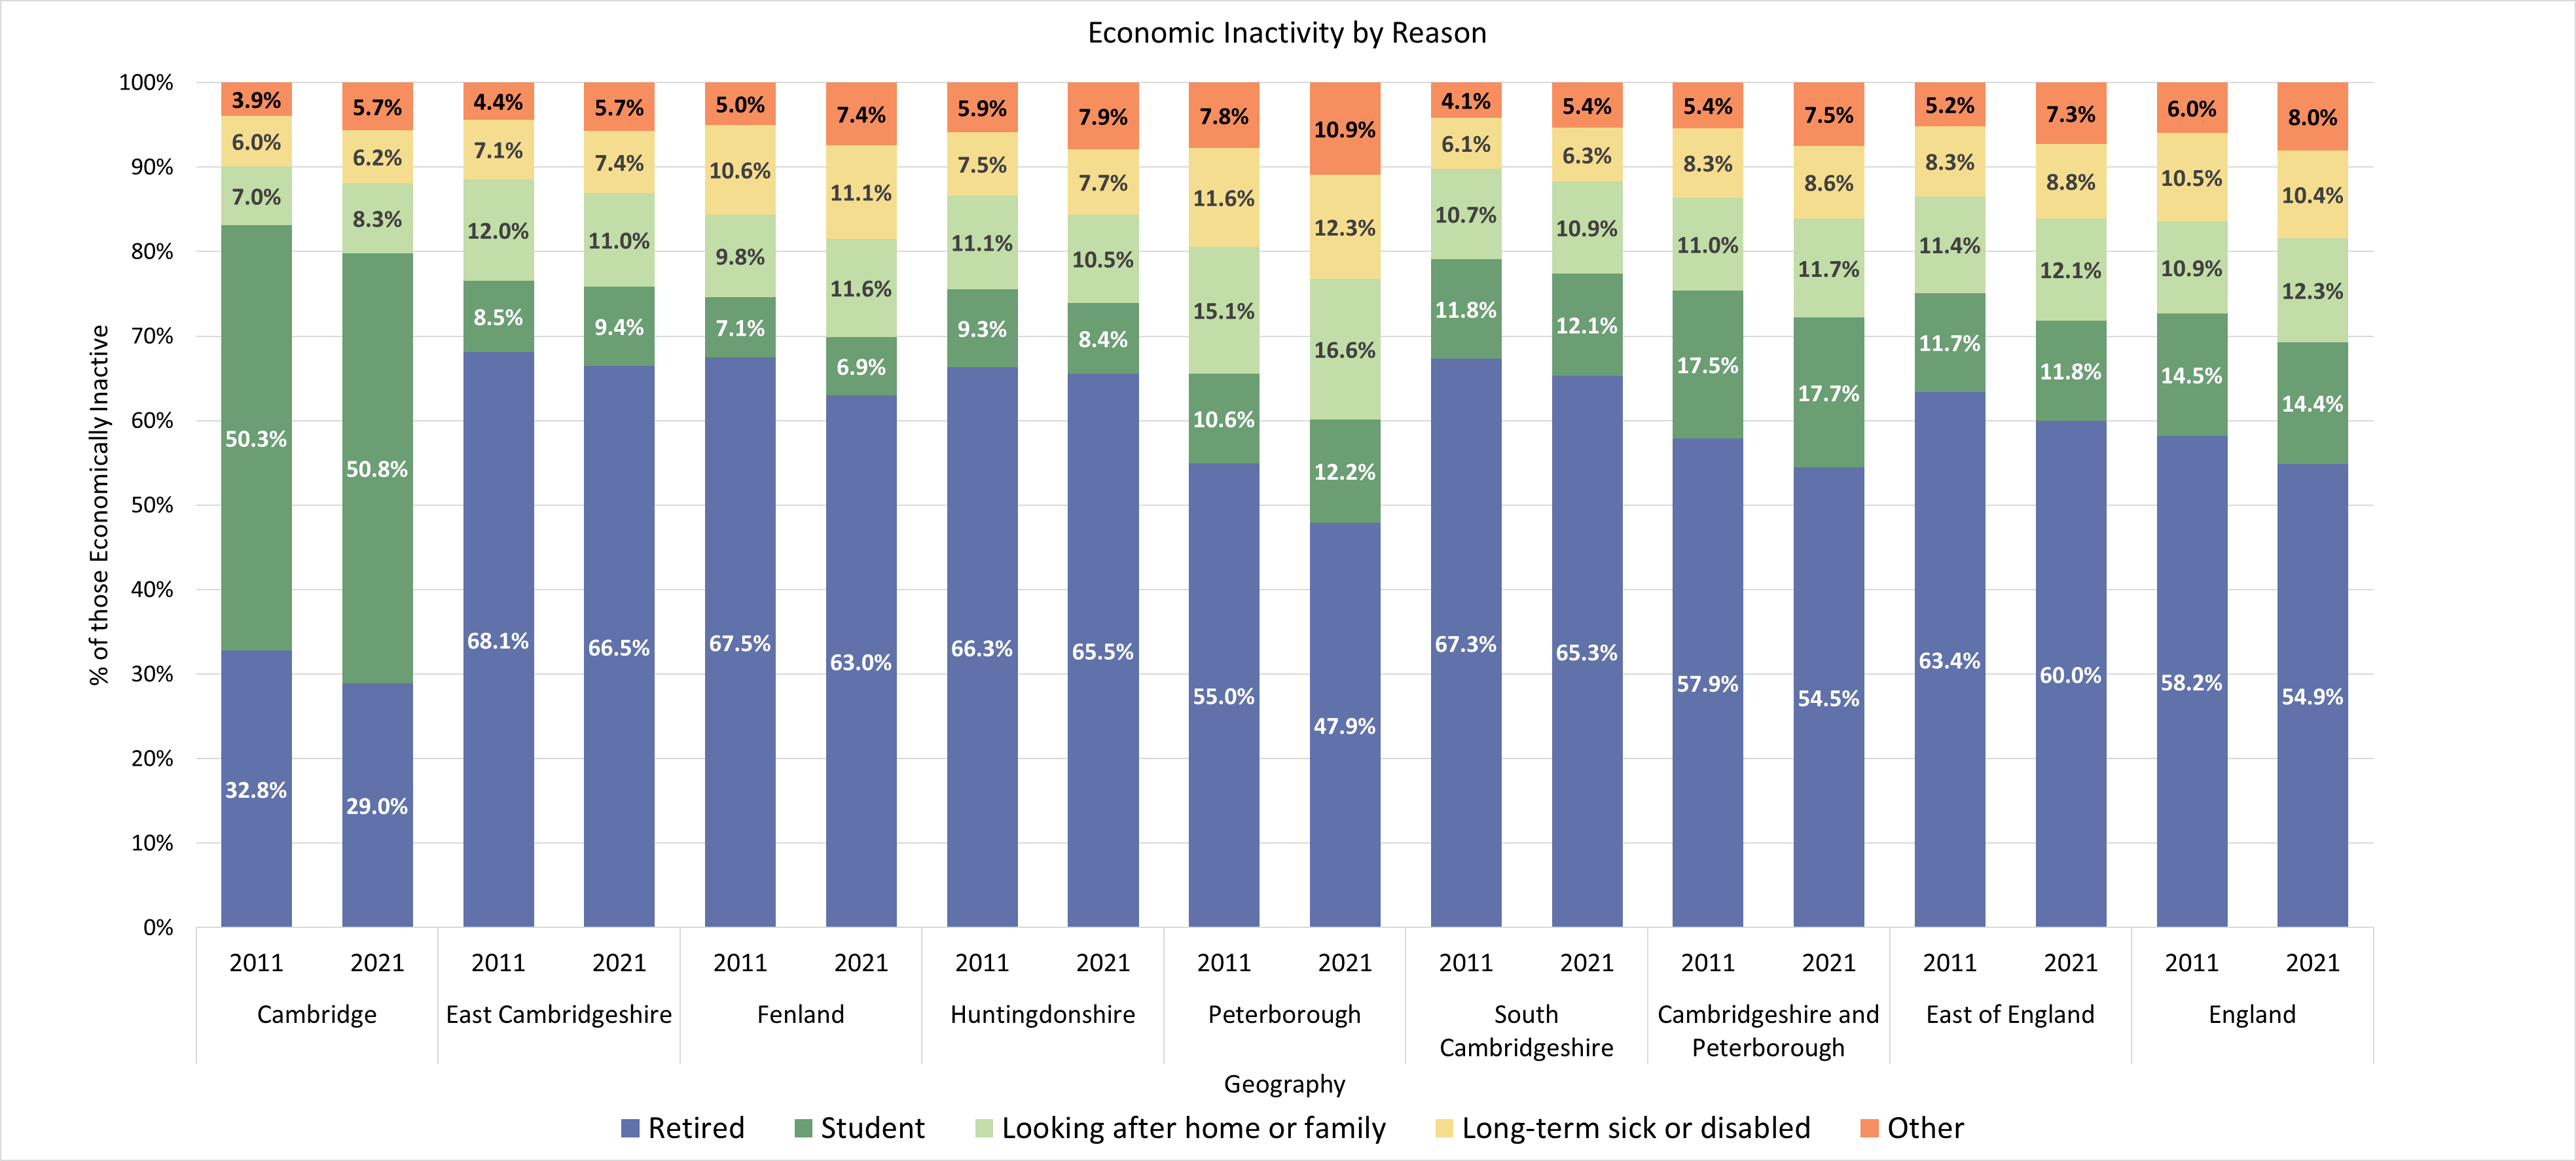 Economic Inactivity by Reason
% of those Economically Inactive
100%
90%
80%
70%
60%
50%
40%
30%
20%
10%
0%
3.9% 5.7% 4.4% 5.7% 5.0% 7.4% 5.9% 7.9% 7.8% 10.9% 4.1% 5.4% 5.4% 7.5% 5.2% 7.3% 6.0% 8.0%
6.0% 6.2% 7.1% 7.4% 10.6% 11.1% 7.5% 7.7% 11.6% 12.3% 6.1% 6.3% 8.3% 8.6% 8.3% 8.8% 10.5% 10.4%
7.0% 8.3% 12.0% 11.0% 9.8% 11.6% 11.1% 10.5% 15.1% 16.6% 10.7% 10.9% 11.0% 11.7% 11.4% 12.1% 10.9% 12.3%
50.3% 50.8% 8.5% 9.4% 7.1% 6.9% 9.3% 8.4% 10.6% 12.2% 11.8% 12.1% 17.5% 17.7% 11.7% 11.8% 14.5% 14.4%
32.8% 29.0% 68.1% 66.5% 67.5% 63.0% 66.3% 65.5% 55.0% 47.9% 67.3% 65.3% 57.9% 54.5% 63.4% 60.0% 58.2% 54.9%
2011 2021 2011 2021 2011 2021 2011 2021 2011 2021 2011 2021 2011 2021 2011 2021 2011 2021
Cambridge East Cambridgeshire Fenland Huntingdonshire Peterborough South Cambridgeshire and East of England England
Cambridgeshire Peterborough
Geography
Retired Student Looking after home or family Long-term sick or disabled Other